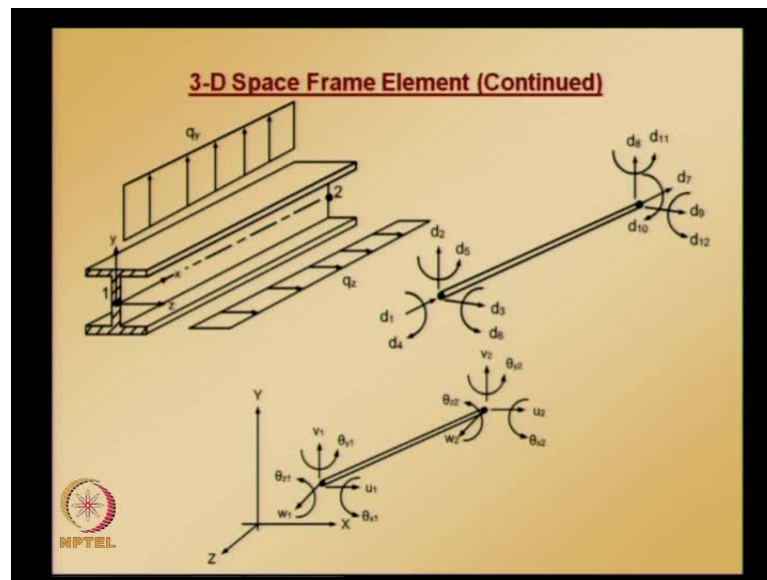 3-D Space Frame Element (Continued)
qy
y
x
1
2
z
qz
d8
d11
d7
d9
d10
d12
d2
d5
d1
d3
d4
d6
Y
X
Z
v2
θy2
θz2
u2
w2
θx2
v1
θy1
θz1
u1
w1
θx1
NPTEL